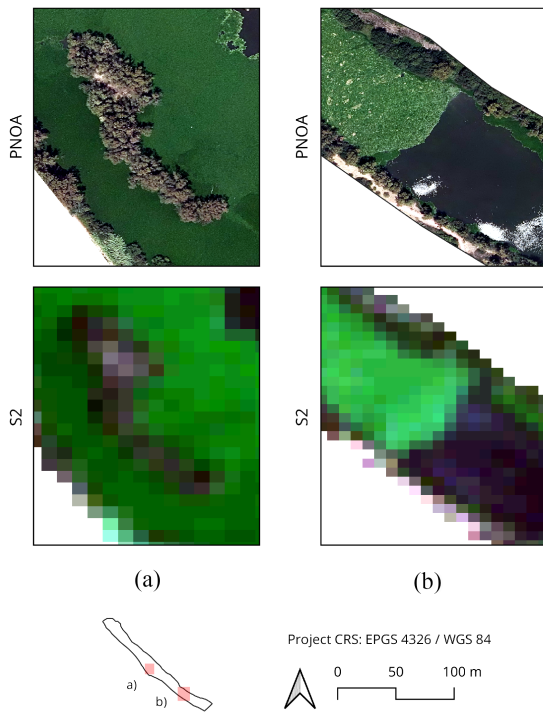 PNOA
PNOA
S2
S2
(a)
(b)
a)
b)
Project CRS: EPGS 4326 / WGS 84
0 50 100 m